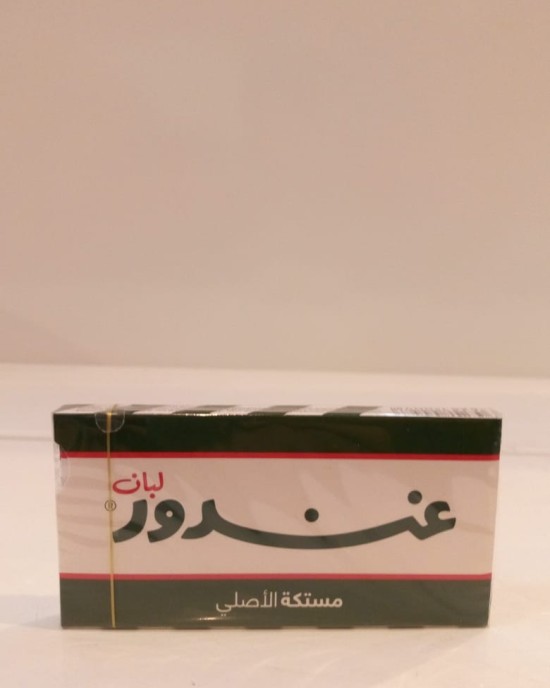 لبان
غندور®
مستكة الأصلي